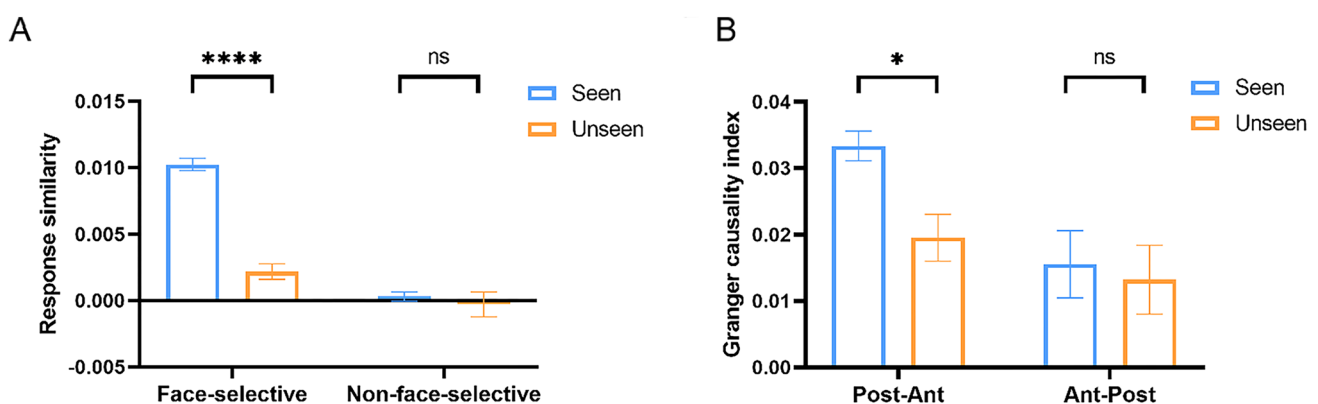 A
****
ns
Seen
Unseen
0.015
0.010
0.005
0.000
-0.005
Response similarity
Face-selective
Non-face-selective
B
*
ns
Seen
Unseen
0.04
0.03
0.02
0.01
0.00
Granger causality index
Post-Ant
Ant-Post